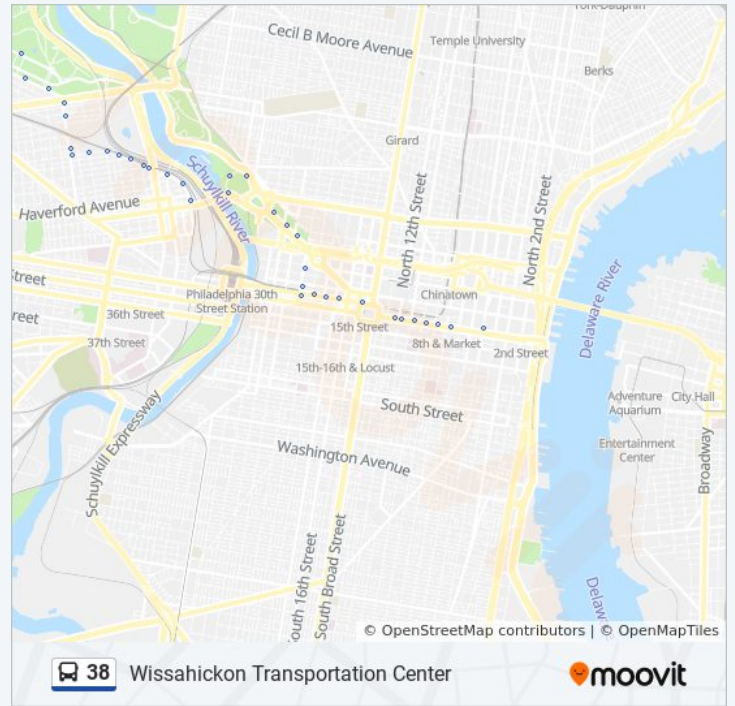 York-Dauphin
Cecil B Moore Avenue
Temple University
Berks
Girard
Schuylkill River
Haverford Avenue
North 12th Street
North 2nd Street
Delaware River
Street
Philadelphia 30th
Street Station
Chinatown
36th Street
reet
15th Street
8th & Market
37th Street
2nd Street
15th-16th & Locust
Adventure
Aquarium
City Hall
South Street
Schuylkill Expressway
Washington Avenue
Entertainment
Center
Broadway
South 16th Street
South Broad Street
Delaw
© OpenStreetMap contributors | © OpenMapTiles
38 Wissahickon Transportation Center
moovit